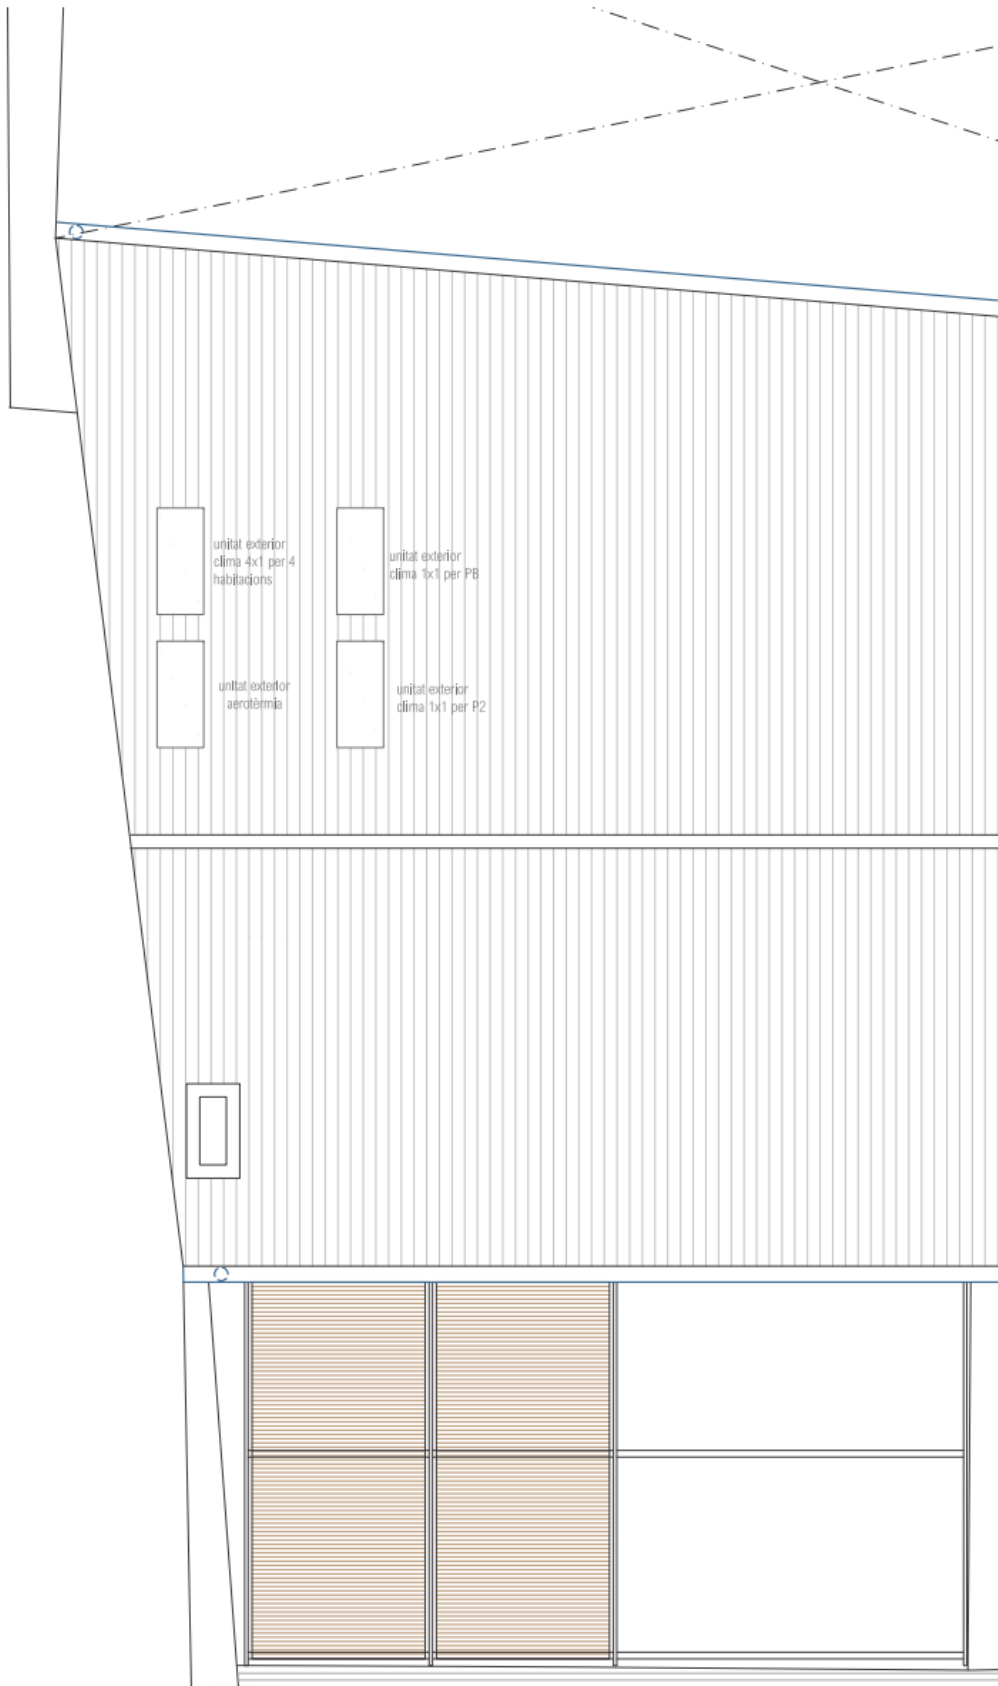 unitat exterior
clima 4x1 per 4
habitacions
unitat exterior
clima 1x1 per PB
unitat exterior
aerotèrmia
unitat exterior
clima 1x1 per P2